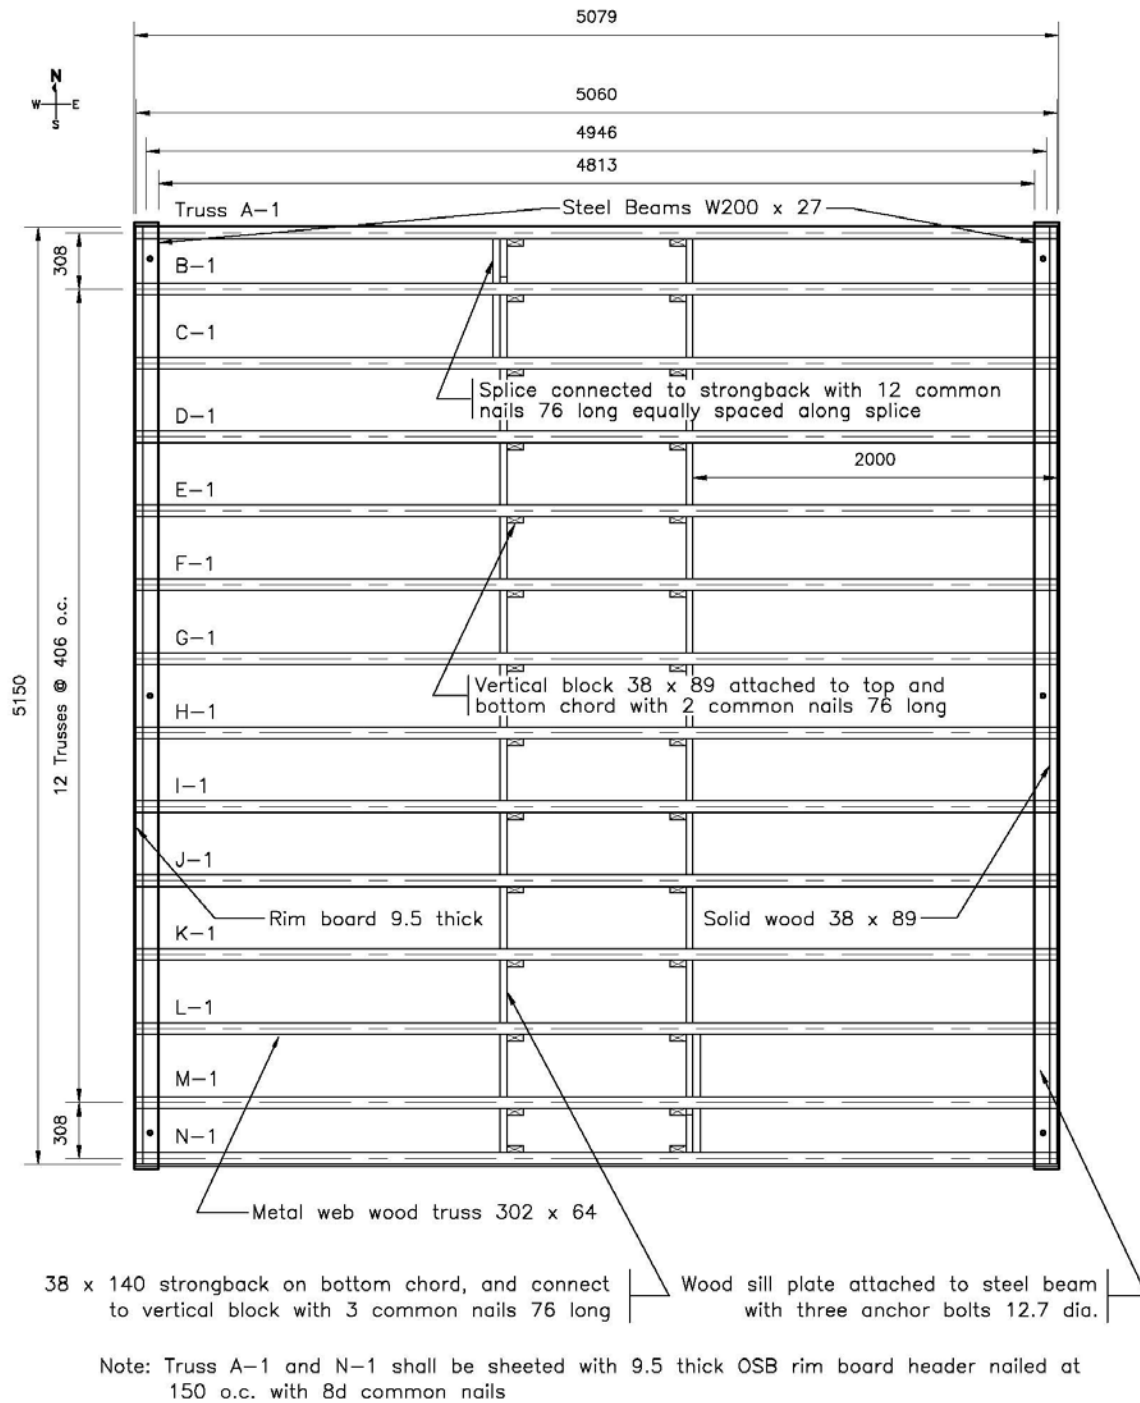 5079
N
W E
S
5060
4946
4813
Truss A-1
Steel Beams W200 x 27
308
B-1
C-1
Splice connected to strongback with 12 common
nails 76 long equally spaced along splice
D-1
2000
E-1
F-1
12 Trusses @ 406 o.c.
5150
G-1
Vertical block 38 x 89 attached to top and
bottom chord with 2 common nails 76 long
H-1
I-1
J-1
Rim board 9.5 thick
Solid wood 38 x 89
K-1
L-1
M-1
308
N-1
Metal web wood truss 302 x 64
38 x 140 strongback on bottom chord, and connect
to vertical block with 3 common nails 76 long
Wood sill plate attached to steel beam
with three anchor bolts 12.7 dia.
Note: Truss A-1 and N-1 shall be sheeted with 9.5 thick OSB rim board header nailed at
150 o.c. with 8d common nails